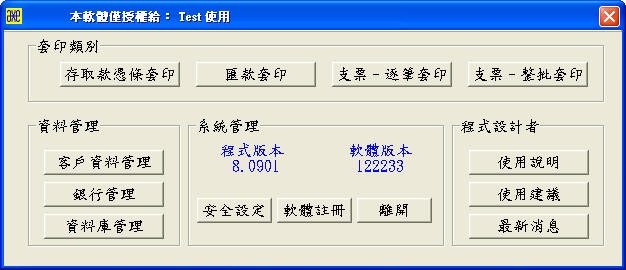 本軟體僅授權給： Test 使用
套印類別
存取款憑條套印 匯款套印 支票－逐筆套印 支票－整批套印
資料管理 系統管理 程式設計者
程式版本 軟體版本
8.0901 122233
客戶資料管理 使用說明
銀行管理 使用建議
安全設定 軟體註冊 離開
資料庫管理 最新消息